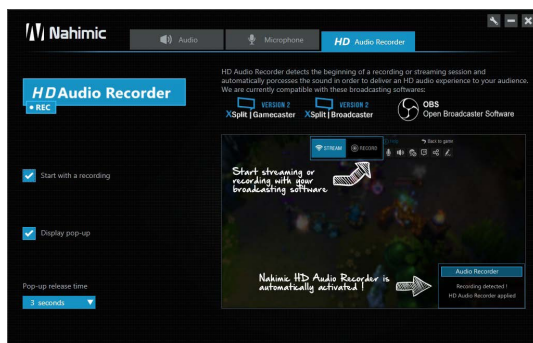 Nahimic
Audio
Microphone
HD Audio Recorder
HD Audio Recorder
REC
HD Audio Recorder detects the beginning of a recording or streaming session and
automatically porcesses the sound in order to deliver an HD audio experience to your audience.
We are currently compatible with these broadcasting softwares:
VERSION 2
XSplit | Gamecaster
VERSION 2
XSplit | Broadcaster
OBS
Open Broadcaster Software
STREAM
RECORD
Back to game
Start streaming or
recording with your
broadcasting software
Start with a recording
Display pop-up
Nahimic HD Audio Recorder is
automatically activated !
Audio Recorder
Recording detected !
HD Audio Recorder applied
Pop-up release time
3 seconds